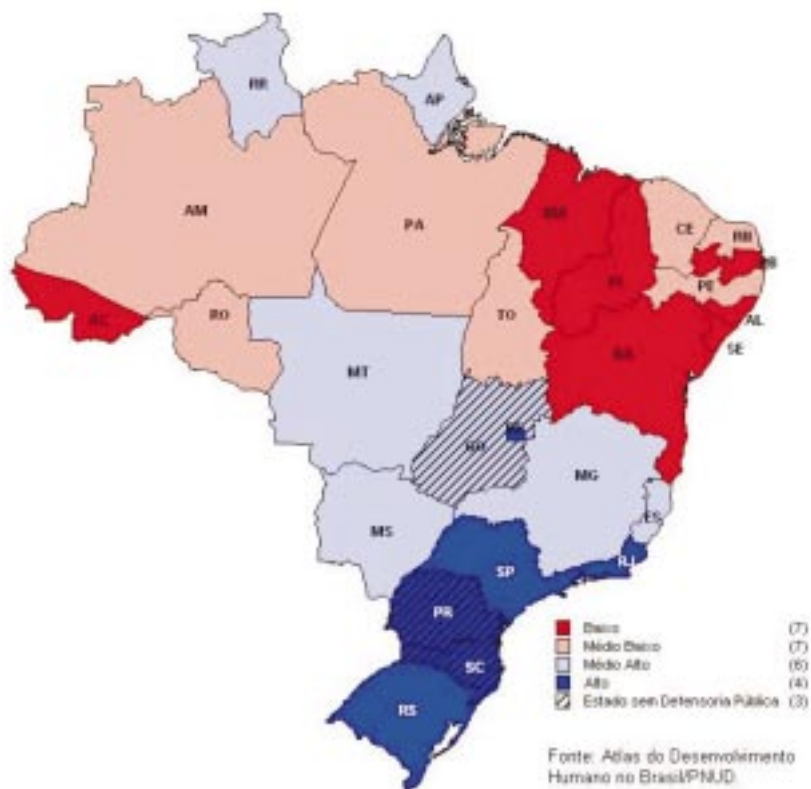 RR
AP
AM
PA
MA
CE
RN
PB
PI
PE
AC
RO
TO
AL
SE
BA
MT
GO
MG
ES
MS
SP
RJ
PR
SC
RS
Baixo (7)
Médio Baixo (7)
Médio Alto (6)
Alto (4)
Estado sem Defensoria Pública (3)
Fonte: Atlas do Desenvolvimento
Humano no Brasil/PNUD.